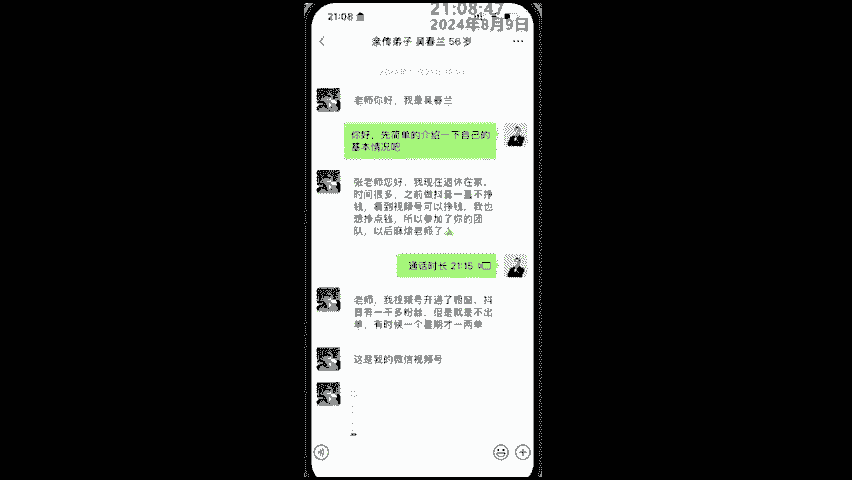 21:08:47
21:08
2024年8月9日
亲传弟子 吴春兰 56岁
老师你好，我是吴春兰
你好，先简单的介绍一下自己的
基本情况吧
张老师您好，我现在退休在家，
时间很多，之前做抖音一直不挣
钱，看到视频号可以挣钱，我也
想挣点钱，所以参加了你的团
队，以后麻烦老师了
通话时长 21:15
老师，我视频号开通了橱窗，抖
音有一千多粉丝，但是就是不出
单，有时候一个星期才一两单
这是我的微信视频号